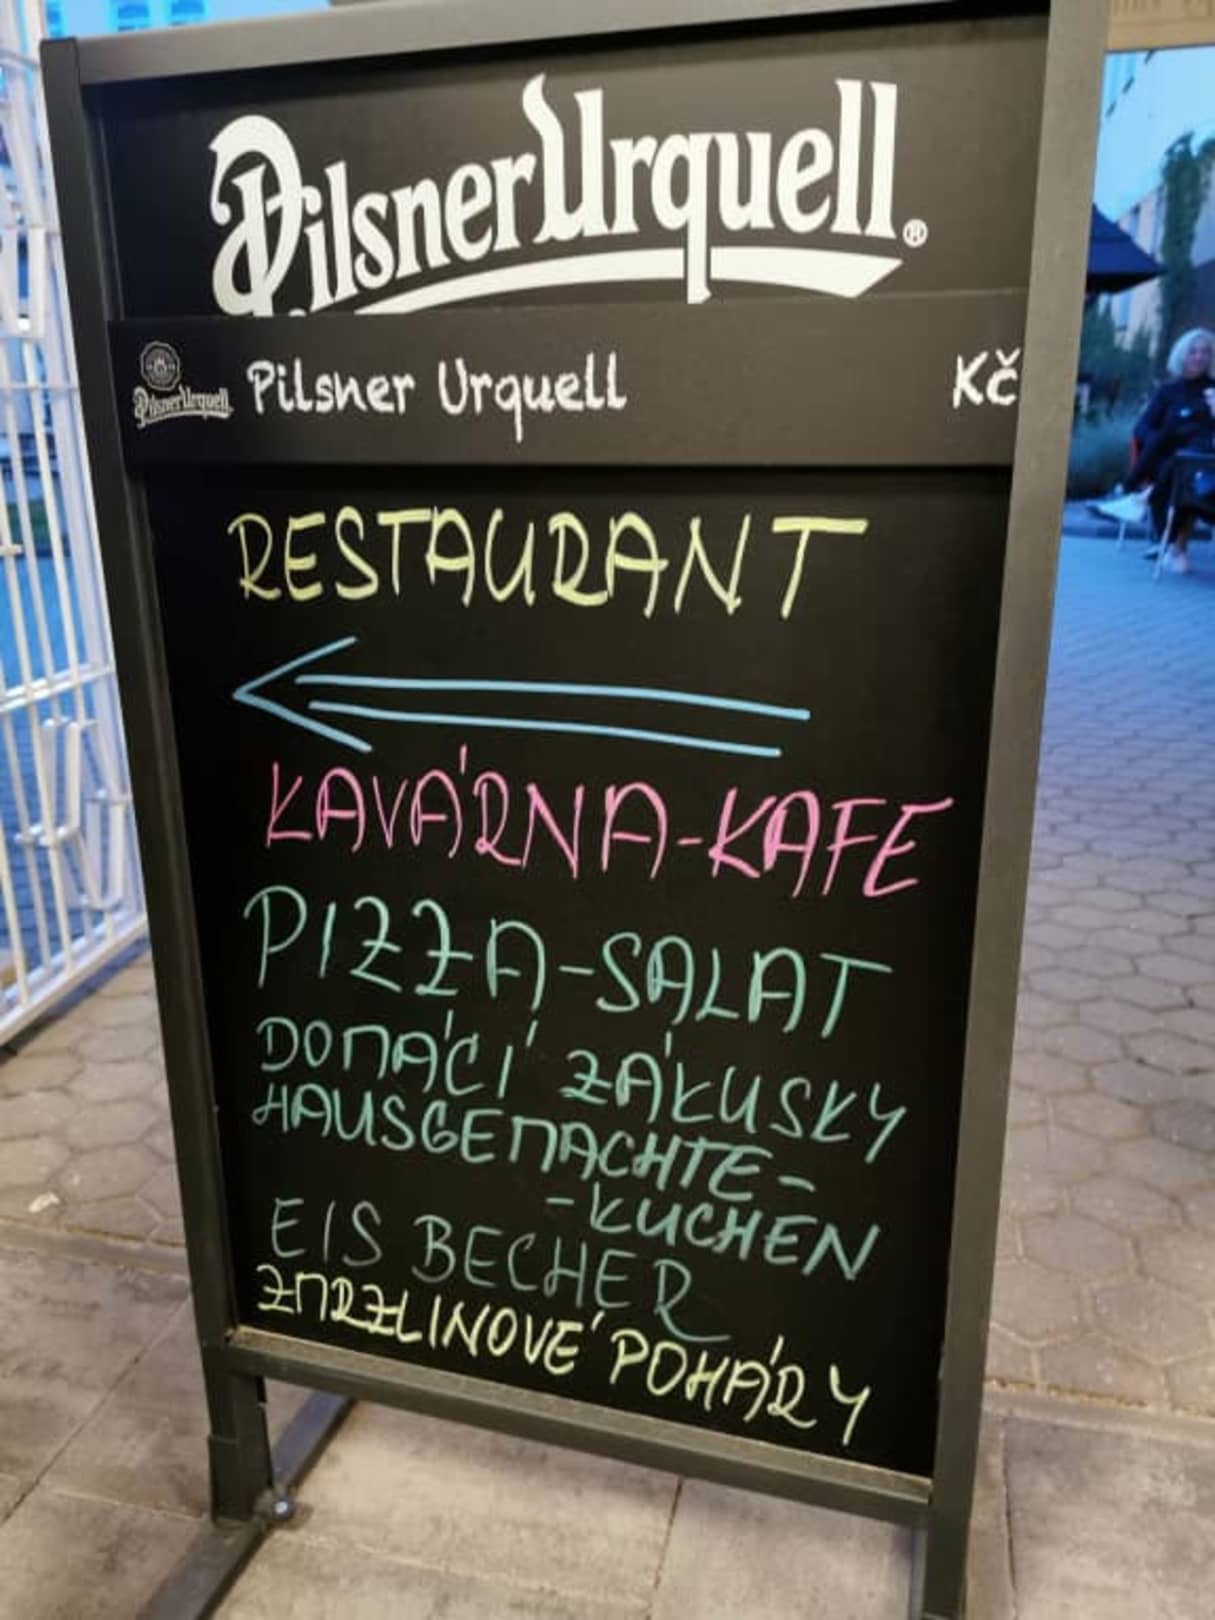 Pilsner Urquell®
Pilsner Urquell Pilsner Urquell Kč
RESTAURANT
KAVÁRNA-KAFE
PIZZA-SALAT
DOMÁCÍ ZÁKUSKY
HAUSGEMACHTE-
-KUCHEN
EIS BECHER
ZMRZLINOVÉ POHÁRY